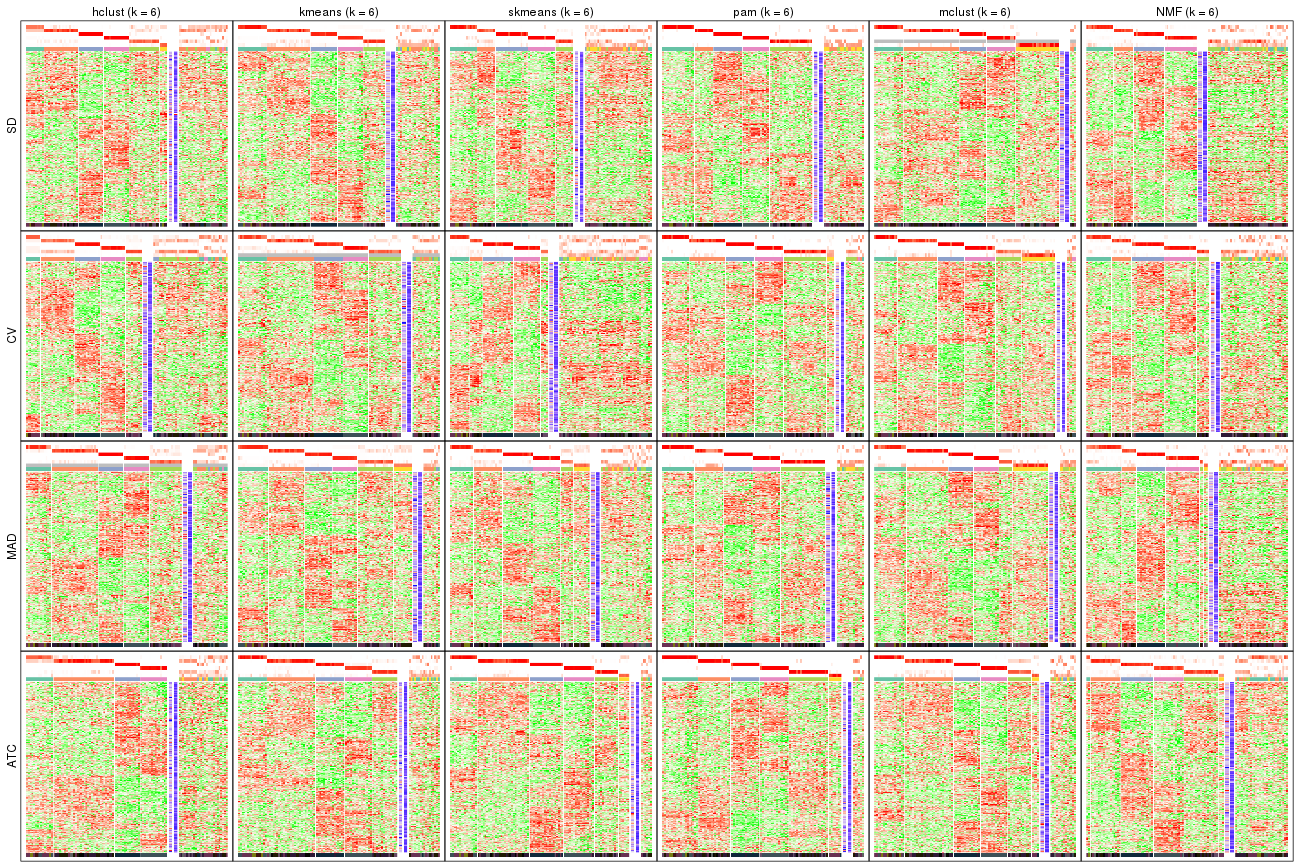 hclust (k = 6) kmeans (k = 6) skmeans (k = 6) pam (k = 6) mclust (k = 6) NMF (k = 6)
SD
CV
MAD
ATC